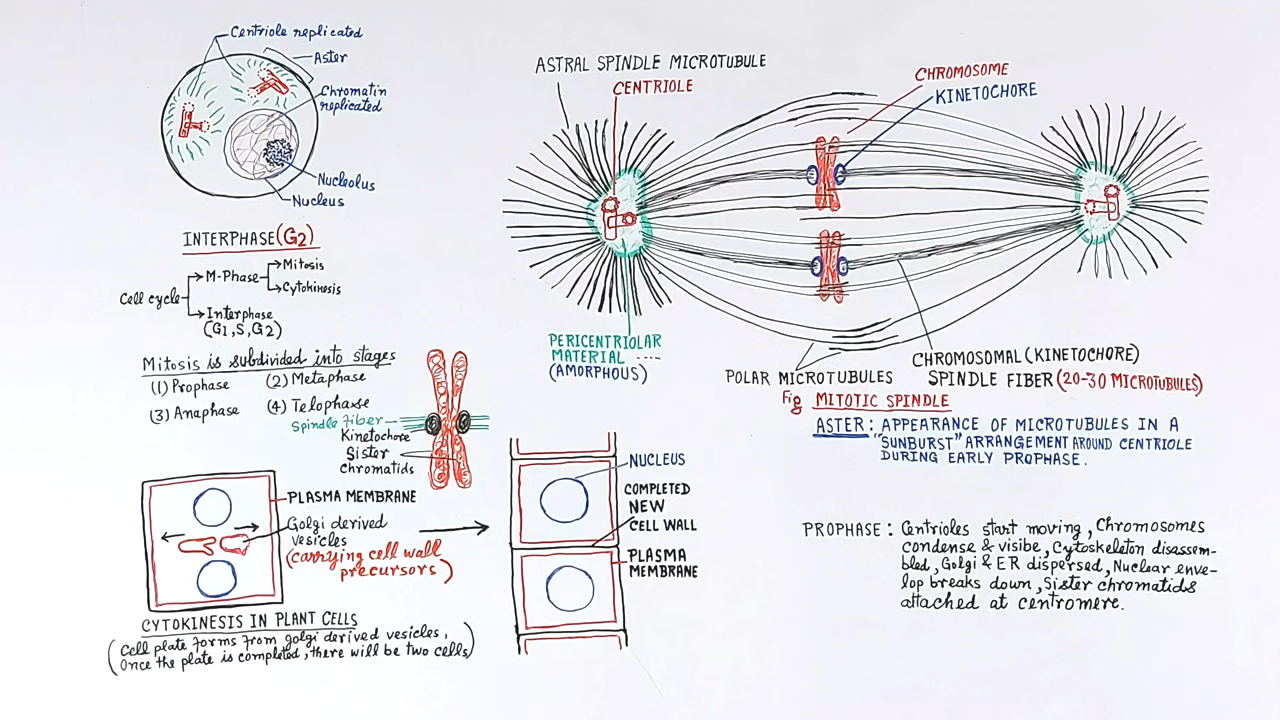 Centriole replicated
Aster
Chromatin
replicated
Nucleolus
Nucleus
INTERPHASE(G2)
Cell cycle
M-Phase
Mitosis
Cytokinesis
Interphase
(G1,S,G2)
Mitosis is subdivided into stages
(1) Prophase
(2) Metaphase
(3) Anaphase
(4) Telophase
Spindle fiber
Kinetochore
Sister
chromatids
PLASMA MEMBRANE
Golgi derived
vesicles
(carrying cell wall
precursors)
CYTOKINESIS IN PLANT CELLS
(Cell plate forms from golgi derived vesicles,
Once the plate is completed, there will be two cells)
NUCLEUS
COMPLETED
NEW
CELL WALL
PLASMA
MEMBRANE
ASTRAL SPINDLE MICROTUBULE
CENTRIOLE
CHROMOSOME
KINETOCHORE
PERICENTRIOLAR
MATERIAL ----
(AMORPHOUS)
POLAR MICROTUBULES
CHROMOSOMAL (KINETOCHORE)
SPINDLE FIBER (20-30 MICROTUBULES)
Fig MITOTIC SPINDLE
ASTER: APPEARANCE OF MICROTUBULES IN A
"SUNBURST" ARRANGEMENT AROUND CENTRIOLE
DURING EARLY PROPHASE.
PROPHASE: Centrioles start moving, Chromosomes
condense & visibe, Cytoskeleton disassem-
bled, Golgi & ER dispersed, Nuclear enve-
lop breaks down, Sister chromatids
attached at centromere.